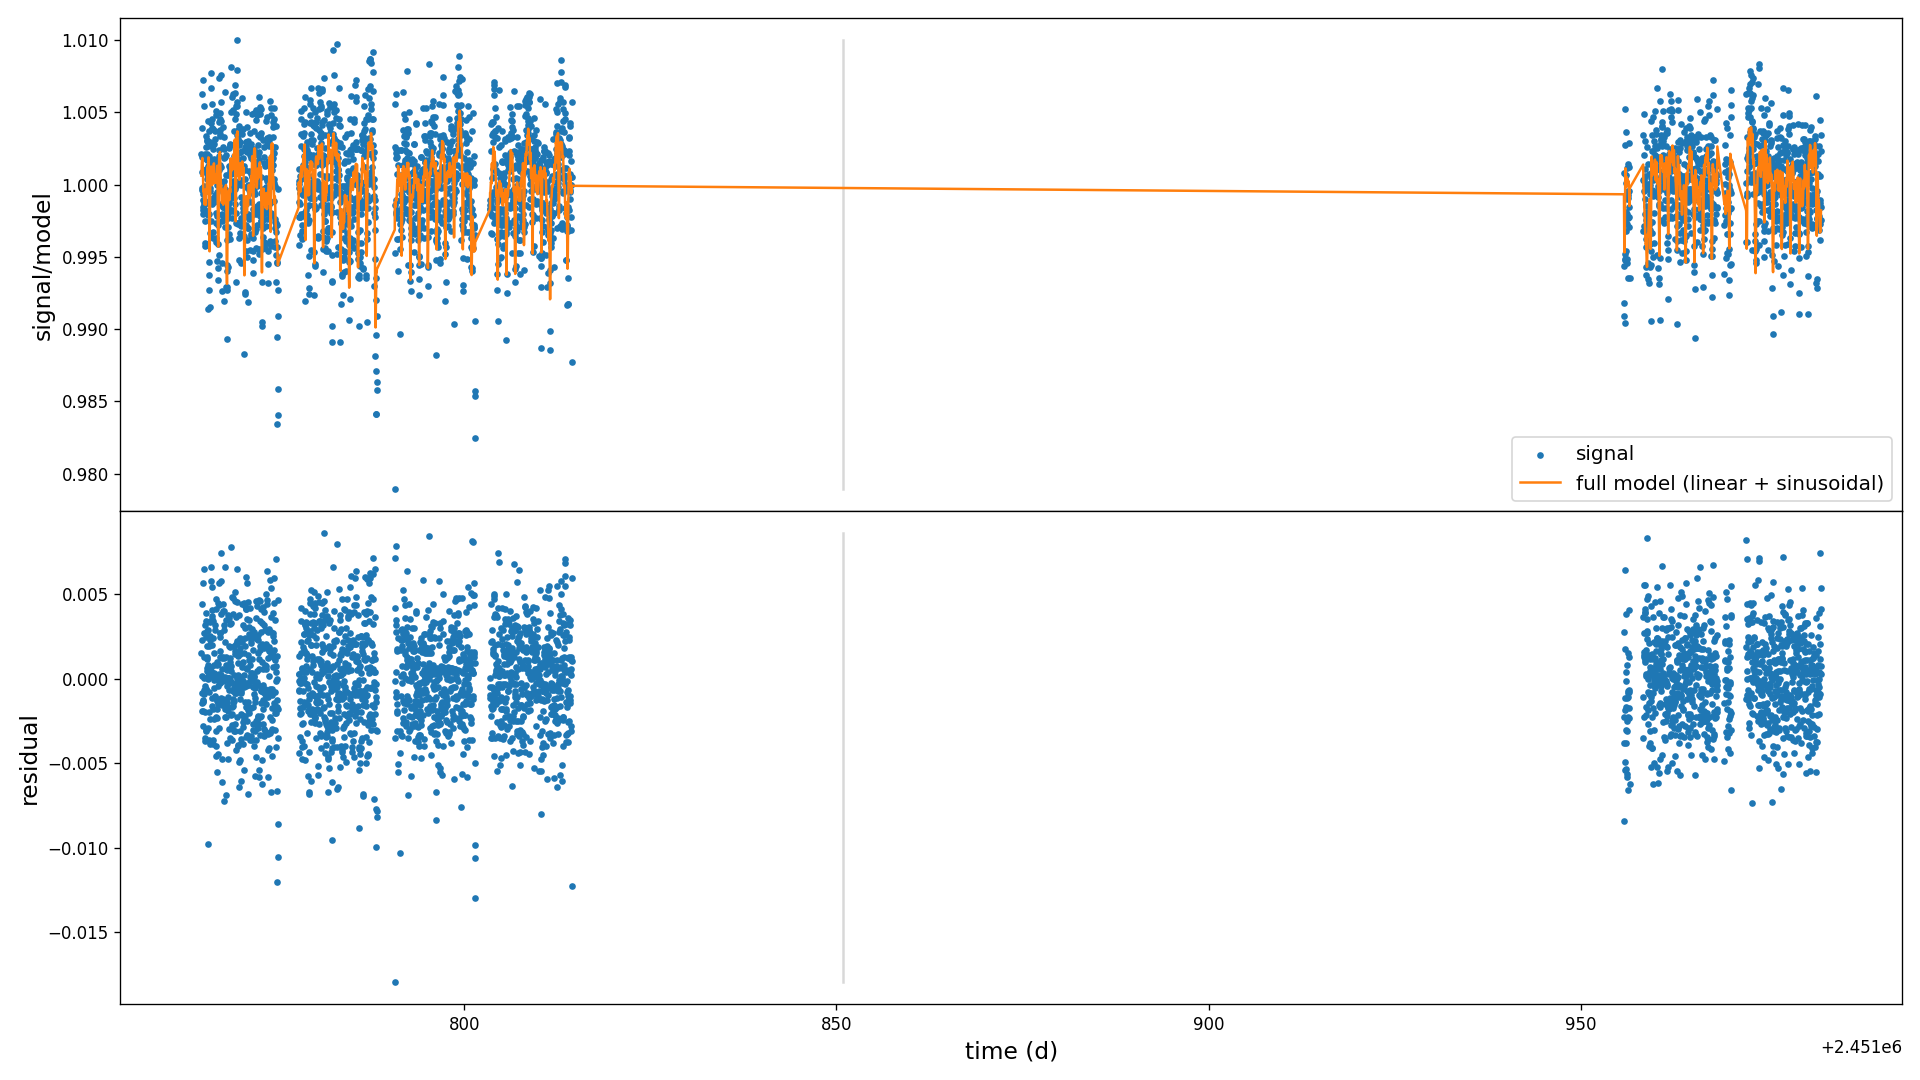 1.010
1.005
1.000
0.995
0.990
0.985
0.980
signal/model
signal
full model (linear + sinusoidal)
0.005
0.000
−0.005
−0.010
−0.015
residual
800
850
900
950
time (d)
+2.451e6